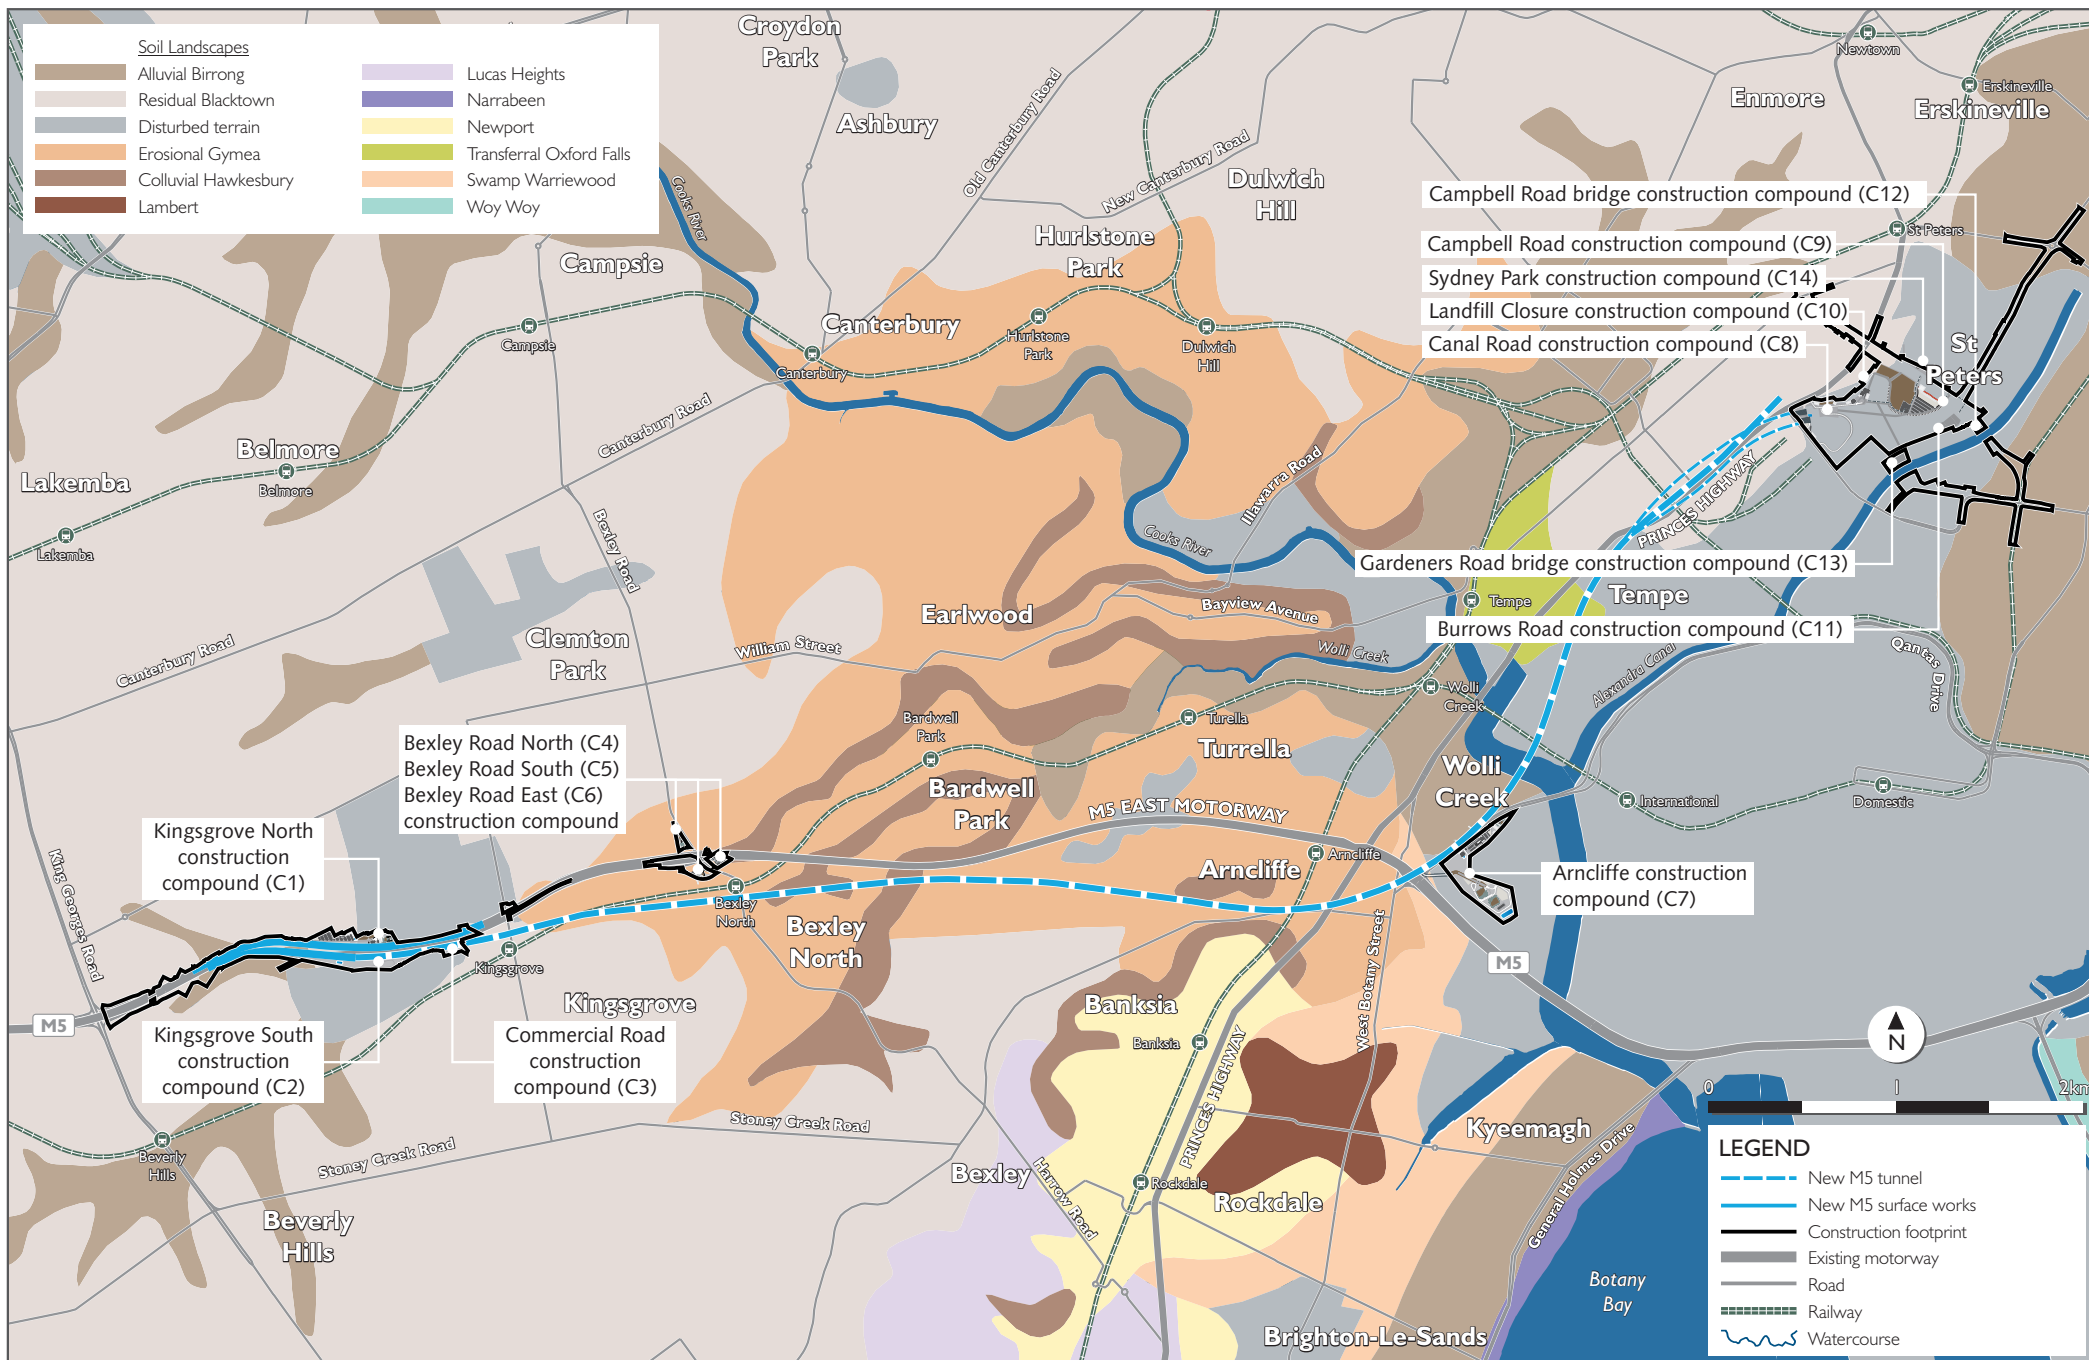 Soil Landscapes
Alluvial Birrong
Residual Blacktown
Disturbed terrain
Erosional Gymea
Colluvial Hawkesbury
Lambert
Lucas Heights
Narrabeen
Newport
Transferral Oxford Falls
Swamp Warriewood
Woy Woy
Croydon
Park
Ashbury
Old Canterbury Road
New Canterbury Road
Dulwich
Hill
Enmore
Newtown
Erskineville
Erskineville
Cooks River
Campsie
Hurlstone
Park
Canterbury
Campsie
Canterbury
Hurlstone
Park
Dulwich
Hill
Campbell Road bridge construction compound (C12)
Campbell Road construction compound (C9)
Sydney Park construction compound (C14)
Landfill Closure construction compound (C10)
Canal Road construction compound (C8)
St Peters
St
Peters
Canterbury Road
Belmore
Belmore
Lakemba
Lakemba
Bexley Road
Illawarra Road
Cooks River
PRINCES HIGHWAY
Gardeners Road bridge construction compound (C13)
Tempe
Tempe
Burrows Road construction compound (C11)
Earlwood
Bayview Avenue
Clemton
Park
William Street
Canterbury Road
Wolli Creek
Wolli
Creek
Alexandra Canal
Qantas Drive
Bardwell
Park
Turella
Turrella
Bexley Road North (C4)
Bexley Road South (C5)
Bexley Road East (C6)
construction compound
Bardwell
Park
M5 EAST MOTORWAY
Wolli
Creek
International
Domestic
Kingsgrove North
construction
compound (C1)
King Georges Road
Arncliffe
Arncliffe
Arncliffe construction
compound (C7)
Bexley
North
Bexley
North
Kingsgrove
Kingsgrove
West Botany Street
M5
M5
Kingsgrove South
construction
compound (C2)
Commercial Road
construction
compound (C3)
Banksia
Banksia
PRINCES HIGHWAY
N
0
1
2km
Stoney Creek Road
Stoney Creek Road
Beverly
Hills
Beverly
Hills
Bexley
Harrow Road
Rockdale
Rockdale
Kyeemagh
General Holmes Drive
Botany
Bay
Brighton-Le-Sands
LEGEND
New M5 tunnel
New M5 surface works
Construction footprint
Existing motorway
Road
Railway
Watercourse